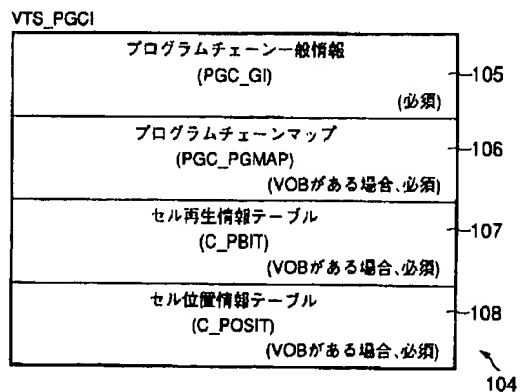 VTS_PGCI
プログラムチェーン一般情報
(PGC_GI)
(必須)
105
プログラムチェーンマップ
(PGC_PGMAP)
(VOBがある場合、必須)
106
セル再生情報テーブル
(C_PBIT)
(VOBがある場合、必須)
107
セル位置情報テーブル
(C_POSIT)
(VOBがある場合、必須)
108
104